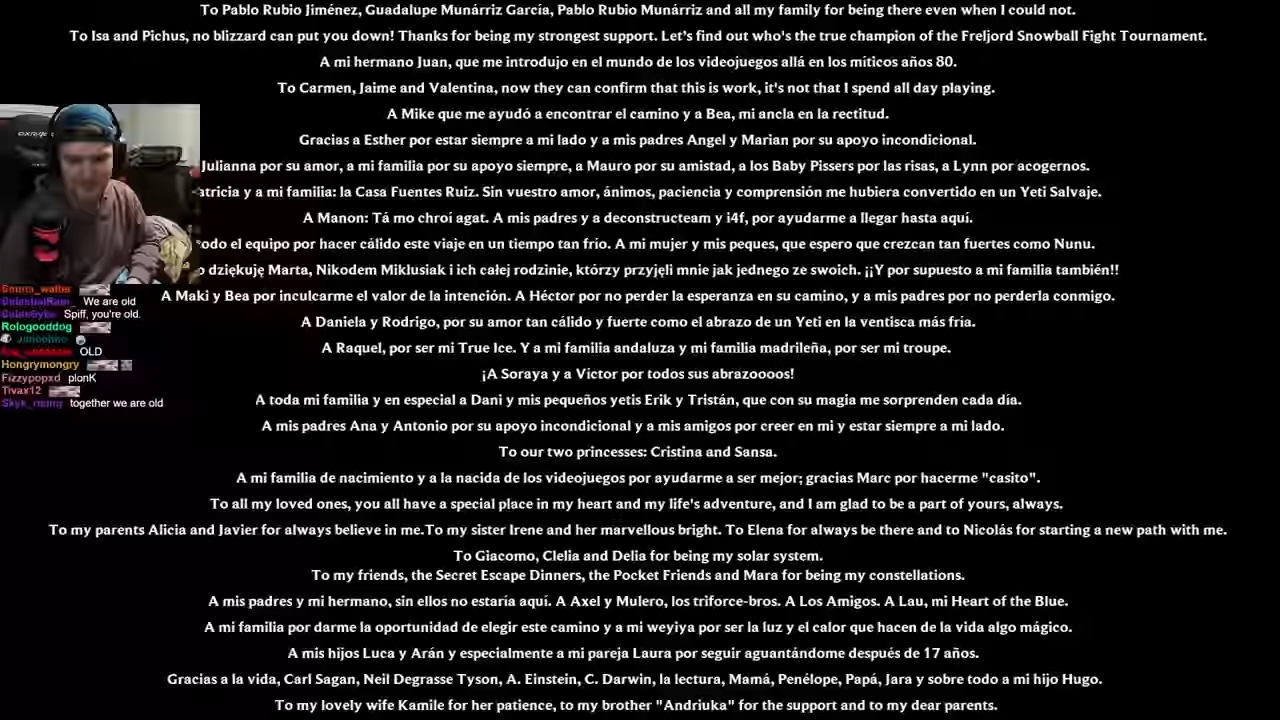 To Pablo Rubio Jiménez, Guadalupe Munárriz García, Pablo Rubio Munárriz and all my family for being there even when I could not.
To Isa and Pichus, no blizzard can put you down! Thanks for being my strongest support. Let's find out who's the true champion of the Freljord Snowball Fight Tournament.
A mi hermano Juan, que me introdujo en el mundo de los videojuegos allá en los míticos años 80.
To Carmen, Jaime and Valentina, now they can confirm that this is work, it's not that I spend all day playing.
A Mike que me ayudó a encontrar el camino y a Bea, mi ancla en la rectitud.
Gracias a Esther por estar siempre a mi lado y a mis padres Angel y Marian por su apoyo incondicional.
Julianna por su amor, a mi familia por su apoyo siempre, a Mauro por su amistad, a los Baby Pissers por las risas, a Lynn por acogernos.
atricia y a mi familia: la Casa Fuentes Ruiz. Sin vuestro amor, ánimos, paciencia y comprensión me hubiera convertido en un Yeti Salvaje.
A Manon: Tá mo chroi agat. A mis padres y a deconstructeam y i4f, por ayudarme a llegar hasta aquí.
todo el equipo por hacer cálido este viaje en un tiempo tan frío. A mi mujer y mis peques, que espero que crezcan tan fuertes como Nunu.
o dziękuję Marta, Nikodem Miklusiak i ich całej rodzinie, którzy przyjęli mnie jak jednego ze swoich. ¡¡Y por supuesto a mi familia también!!
A Maki y Bea por inculcarme el valor de la intención. A Héctor por no perder la esperanza en su camino, y a mis padres por no perderla conmigo.
A Daniela y Rodrigo, por su amor tan cálido y fuerte como el abrazo de un Yeti en la ventisca más fría.
A Raquel, por ser mi True Ice. Y a mi familia andaluza y mi familia madrileña, por ser mi troupe.
¡A Soraya y a Victor por todos sus abrazoooos!
A toda mi familia y en especial a Dani y mis pequeños yetis Erik y Tristán, que con su magia me sorprenden cada día.
A mis padres Ana y Antonio por su apoyo incondicional y a mis amigos por creer en mi y estar siempre a mi lado.
To our two princesses: Cristina and Sansa.
A mi familia de nacimiento y a la nacida de los videojuegos por ayudarme a ser mejor; gracias Marc por hacerme "casito".
To all my loved ones, you all have a special place in my heart and my life's adventure, and I am glad to be a part of yours, always.
To my parents Alicia and Javier for always believe in me.To my sister Irene and her marvellous bright. To Elena for always be there and to Nicolás for starting a new path with me.
To Giacomo, Clelia and Delia for being my solar system.
To my friends, the Secret Escape Dinners, the Pocket Friends and Mara for being my constellations.
A mis padres y mi hermano, sin ellos no estaría aquí. A Axel y Mulero, los triforce-bros. A Los Amigos. A Lau, mi Heart of the Blue.
A mi familia por darme la oportunidad de elegir este camino y a mi weyiya por ser la luz y el calor que hacen de la vida algo mágico.
A mis hijos Luca y Arán y especialmente a mi pareja Laura por seguir aguantándome después de 17 años.
Gracias a la vida, Carl Sagan, Neil Degrasse Tyson, A. Einstein, C. Darwin, la lectura, Mamá, Penélope, Papá, Jara y sobre todo a mi hijo Hugo.
To my lovely wife Kamile for her patience, to my brother "Andriuka" for the support and to my dear parents.
We are old
Spiff, you're old.
Rologooddog
OLD
Hongrymongry
Fizzypopxd plonK
Tivax12
together we are old